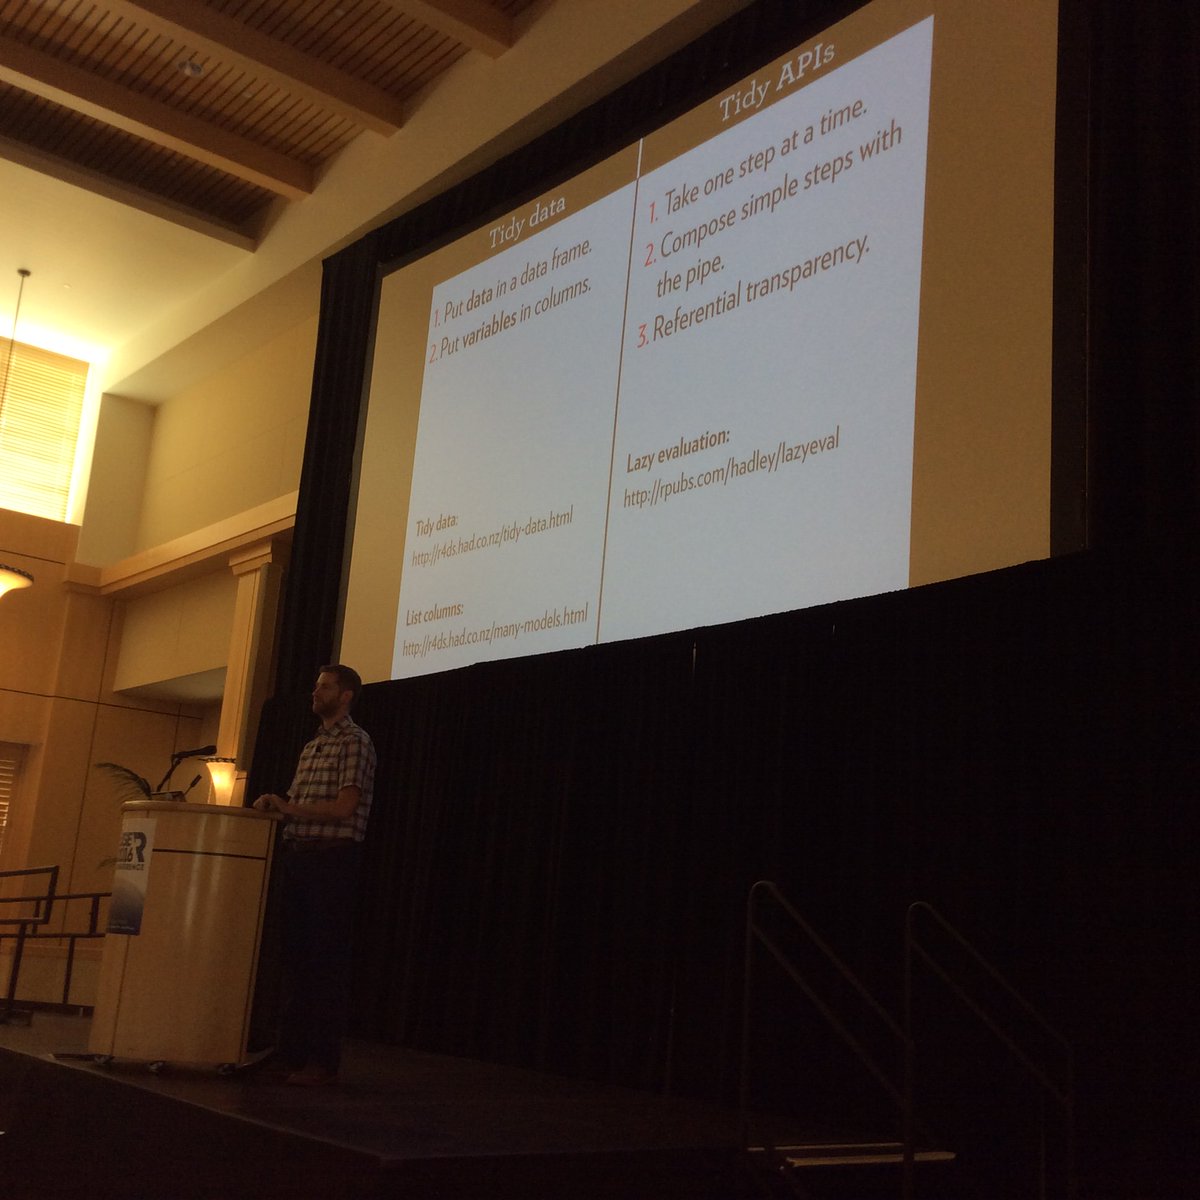 Tidy data
1. Put data in a data frame.
2. Put variables in columns.
Tidy data:
http://r4ds.had.co.nz/tidy-data.html
List columns:
http://r4ds.had.co.nz/many-models.html
Tidy APIs
1. Take one step at a time.
2. Compose simple steps with
the pipe.
3. Referential transparency.
Lazy evaluation:
http://rpubs.com/hadley/lazyeval